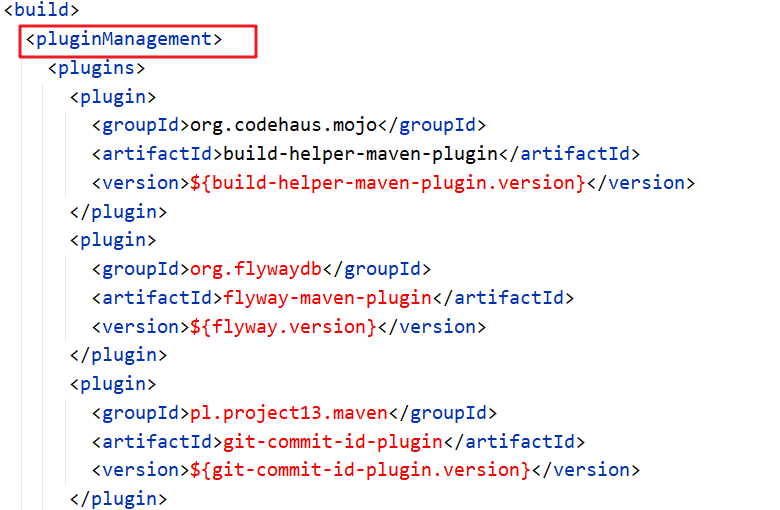 <build>
<pluginManagement>
<plugins>
<plugin>
<groupId>org.codehaus.mojo</groupId>
<artifactId>build-helper-maven-plugin</artifactId>
<version>${build-helper-maven-plugin.version}</version>
</plugin>
<plugin>
<groupId>org.flywaydb</groupId>
<artifactId>flyway-maven-plugin</artifactId>
<version>${flyway.version}</version>
</plugin>
<plugin>
<groupId>pl.project13.maven</groupId>
<artifactId>git-commit-id-plugin</artifactId>
<version>${git-commit-id-plugin.version}</version>
</plugin>